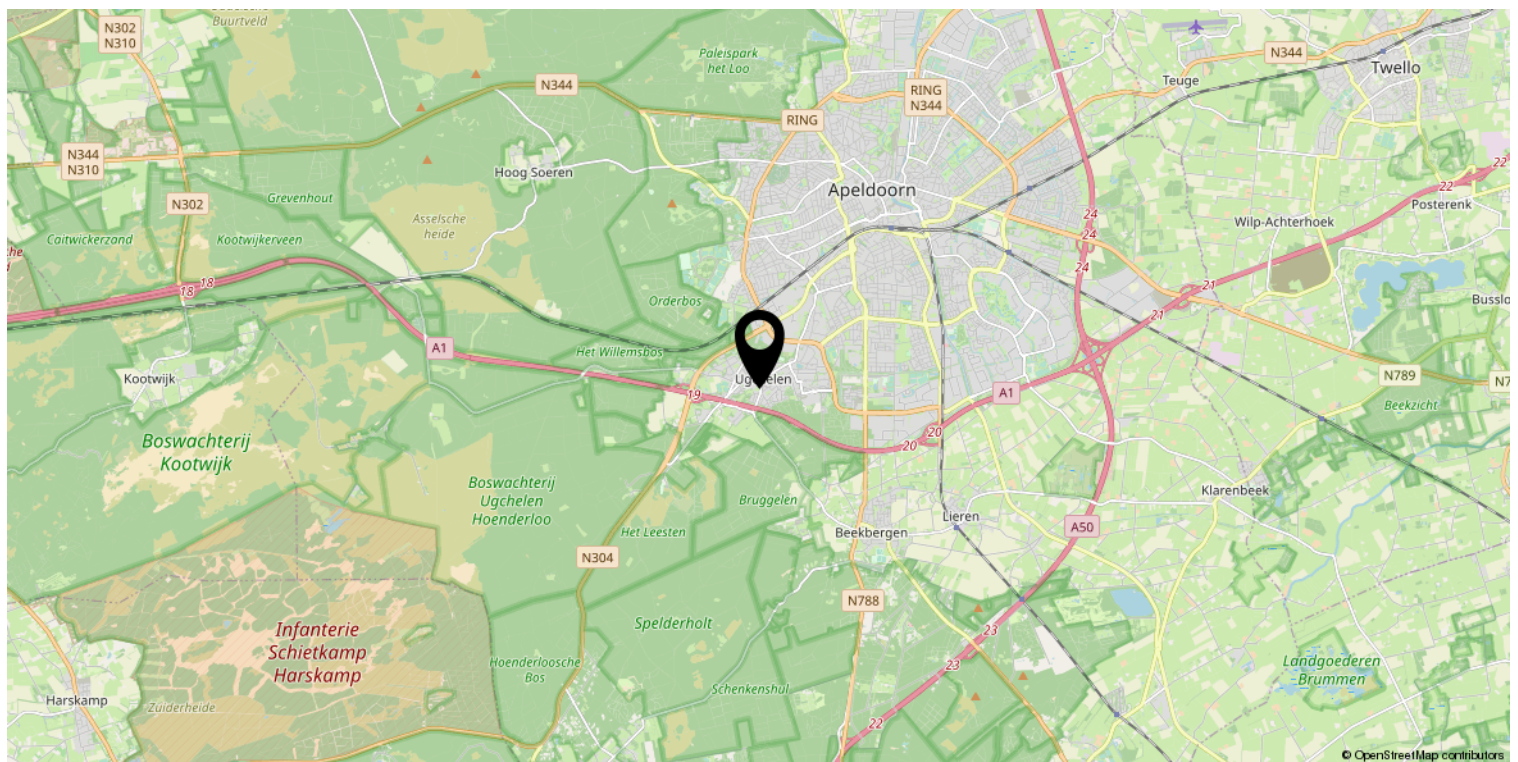 N302
N310
Buurtveld
Paleispark
het Loo
N344
N344
Twello
Teuge
RING
N344
RING
N344
N310
Hoog Soeren
22
22
Apeldoorn
Grevenhout
N302
Asselsche
heide
Posterenk
24
Wilp-Achterhoek
24
Caitwickerzand
Kootwijkerveen
24
18
18
21
Orderbos
21
Busslo
A1
Het Willemsbos
Kootwijk
Ugchelen
N789
19
A1
Beekzicht
Boswachterij
Kootwijk
20
20
Boswachterij
Ugchelen
Hoenderloo
Bruggelen
Klarenbeek
Lieren
Het Leesten
Beekbergen
A50
N304
N788
Infanterie
Schietkamp
Harskamp
Spelderholt
23
23
Hoenderloosche
Bos
Landgoederen
Brummen
Schenkenshul
Harskamp
Zuiderheide
22
© OpenStreetMap contributors